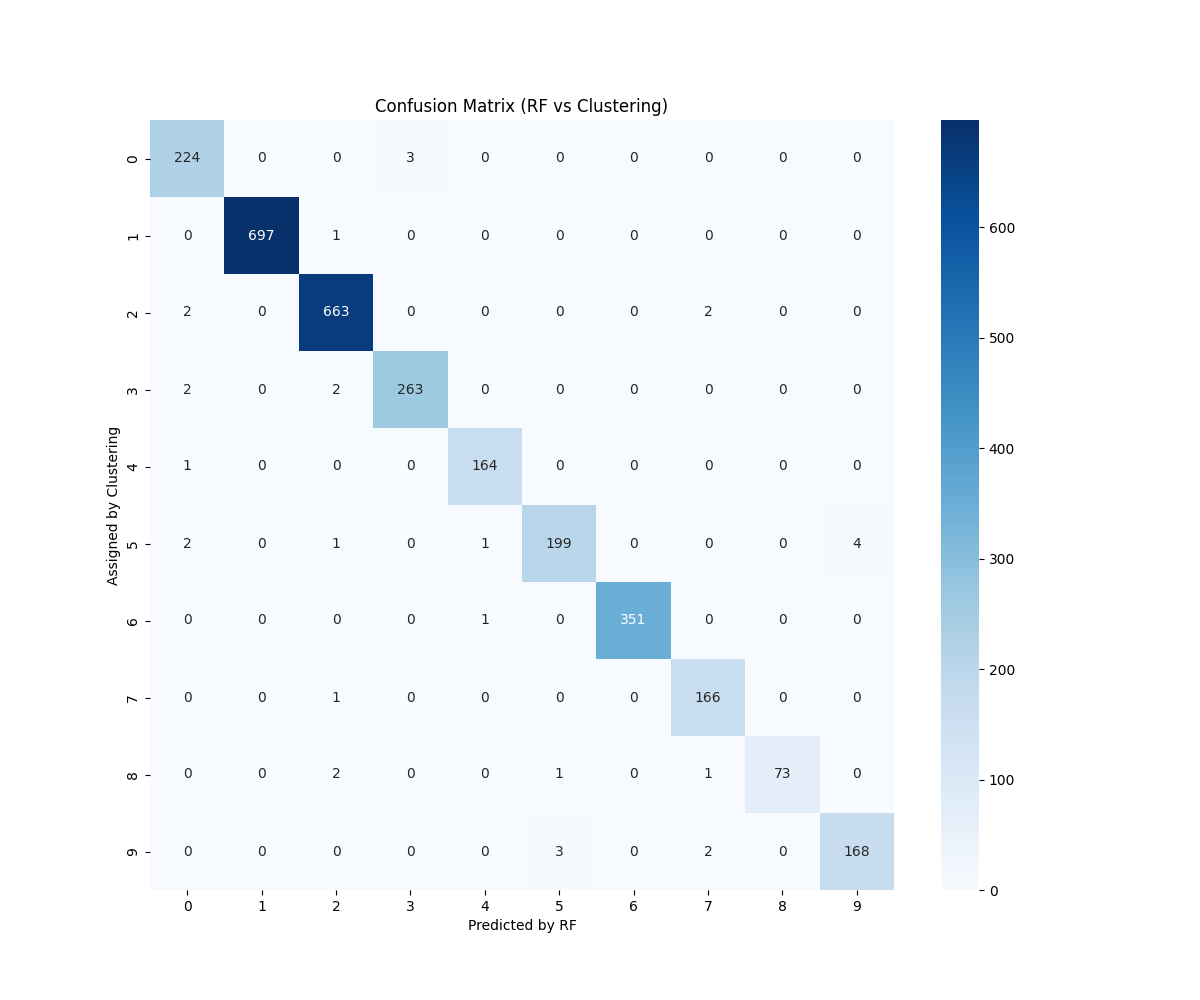 Confusion Matrix (RF vs Clustering)
0 224 0 0 3 0 0 0 0 0 0
1 0 697 1 0 0 0 0 0 0 0
600
2 2 0 663 0 0 0 0 2 0 0
500
3 2 0 2 263 0 0 0 0 0 0
400
4 1 0 0 0 164 0 0 0 0 0
Assigned by Clustering
5 2 0 1 1 199 0 0 0 4
300
6 0 0 0 0 1 0 351 0 0 0
200
7 0 0 1 0 0 0 0 166 0 0
100
8 0 0 2 0 0 1 0 1 73 0
9 0 0 0 0 0 3 0 2 0 168
0
0 1 2 3 4 5 6 7 8 9
Predicted by RF